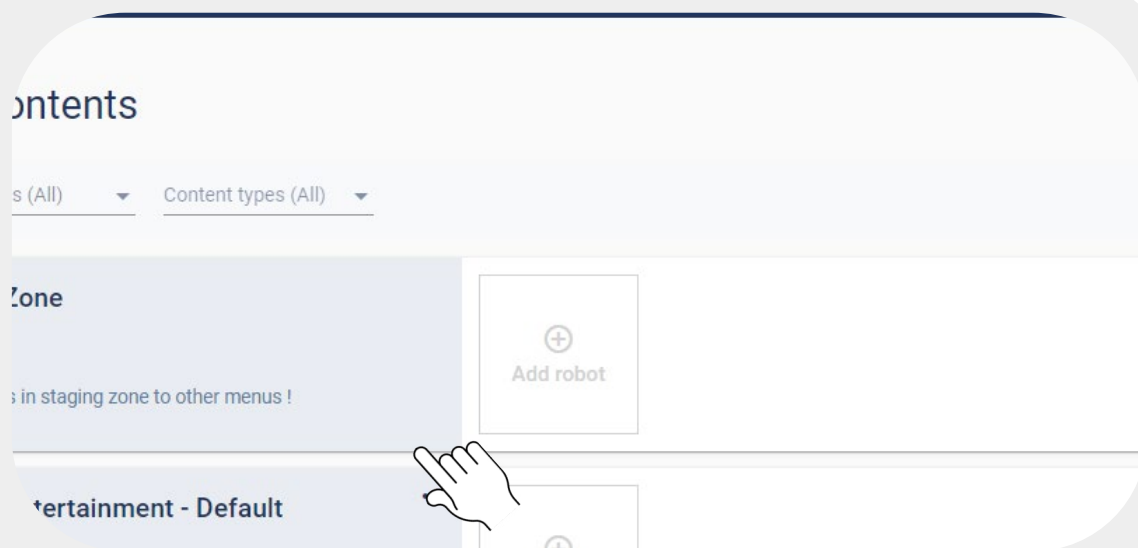 ontents
s (All) Content types (All)
Zone
Add robot
s in staging zone to other menus !
tertainment - Default